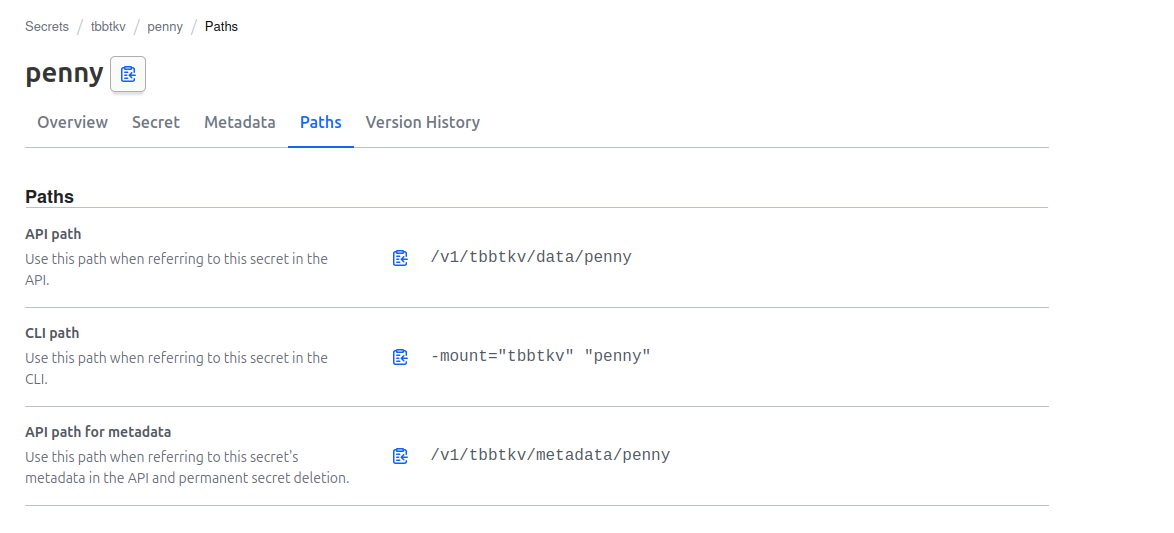 Secrets / tbbtkv / penny / Paths
penny
Overview Secret Metadata Paths Version History
Paths
API path
Use this path when referring to this secret in the
API.
/v1/tbbtkv/data/penny
CLI path
Use this path when referring to this secret in the
CLI.
-mount="tbbtkv" "penny"
API path for metadata
Use this path when referring to this secret's
metadata in the API and permanent secret deletion.
/v1/tbbtkv/metadata/penny